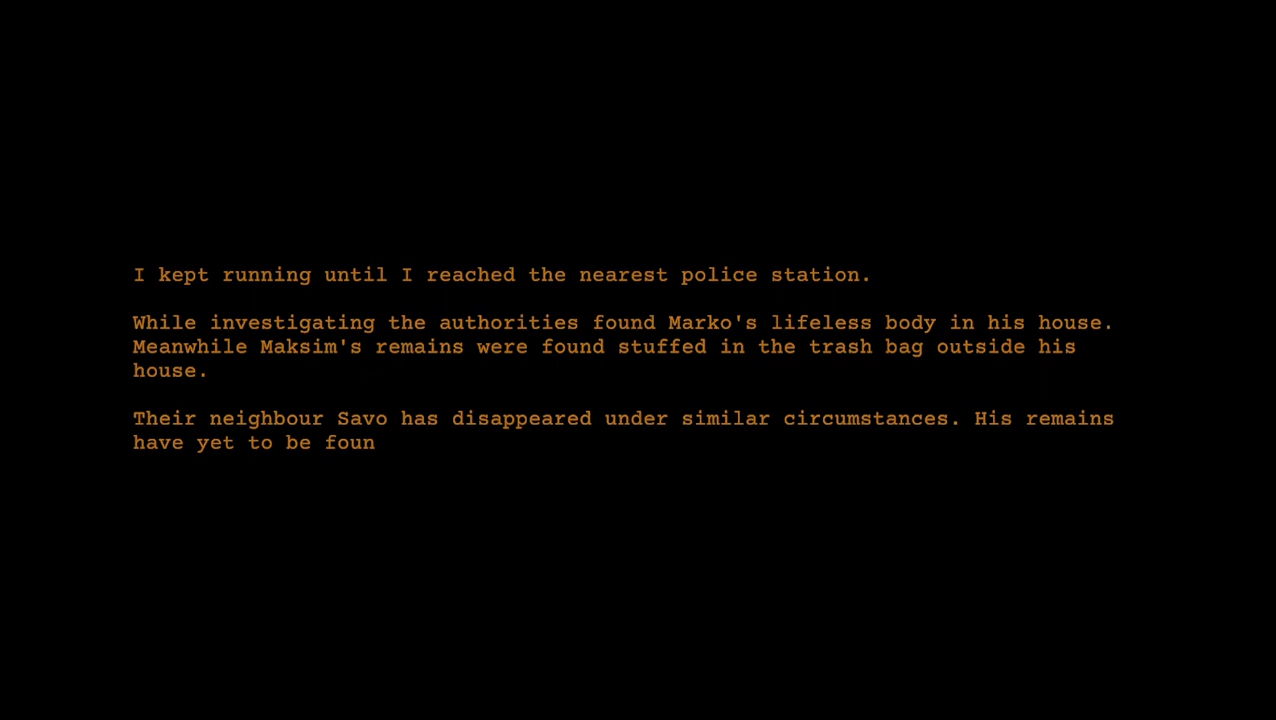 I kept running until I reached the nearest police station.
While investigating the authorities found Marko's lifeless body in his house.
Meanwhile Maksim's remains were found stuffed in the trash bag outside his
house.
Their neighbour Savo has disappeared under similar circumstances. His remains
have yet to be foun